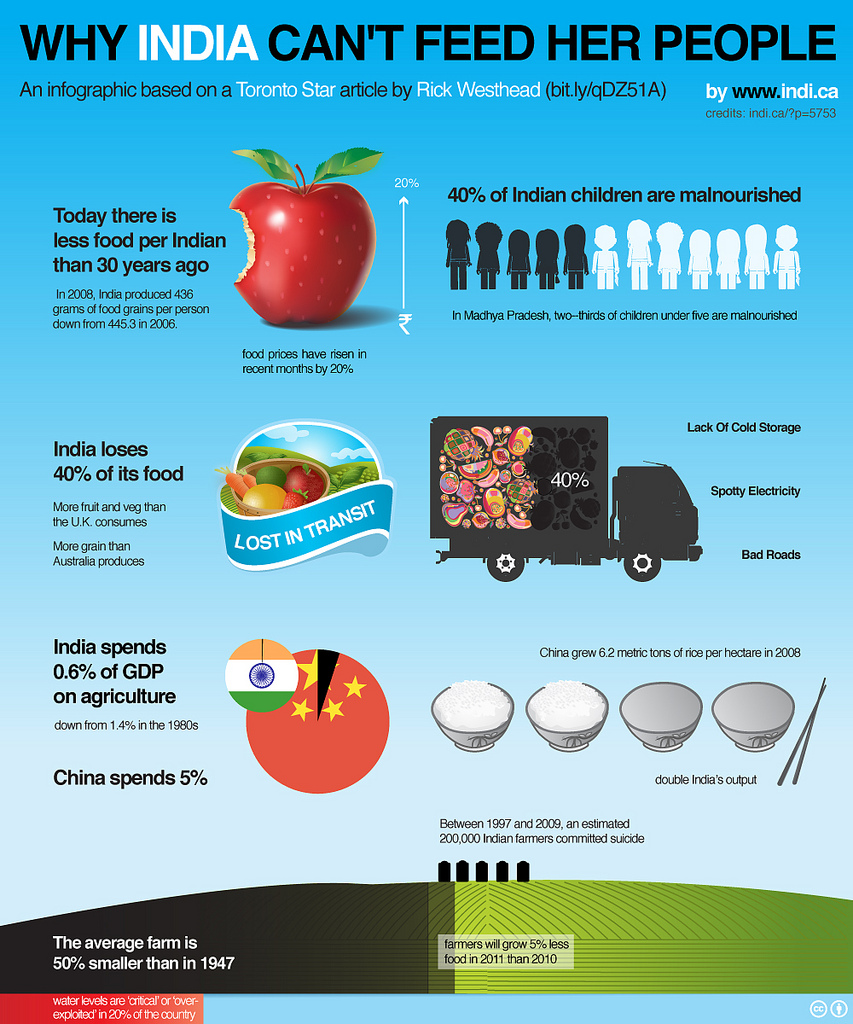 WHY INDIA CAN'T FEED HER PEOPLE
An infographic based on a Toronto Star article by Rick Westhead (bit.ly/qDZ51A)
by www.indi.ca
credits: indi.ca/?p=5753
Today there is
less food per Indian
than 30 years ago
In 2008, India produced 436
grams of food grains per person
down from 445.3 in 2006.
20%
₹
food prices have risen in
recent months by 20%
40% of Indian children are malnourished
In Madhya Pradesh, two--thirds of children under five are malnourished
India loses
40% of its food
More fruit and veg than
the U.K. consumes
More grain than
Australia produces
LOST IN TRANSIT
40%
Lack Of Cold Storage
Spotty Electricity
Bad Roads
India spends
0.6% of GDP
on agriculture
down from 1.4% in the 1980s
China spends 5%
China grew 6.2 metric tons of rice per hectare in 2008
double India's output
Between 1997 and 2009, an estimated
200,000 Indian farmers committed suicide
The average farm is
50% smaller than in 1947
farmers will grow 5% less
food in 2011 than 2010
water levels are 'critical' or 'over-
exploited' in 20% of the country
cc